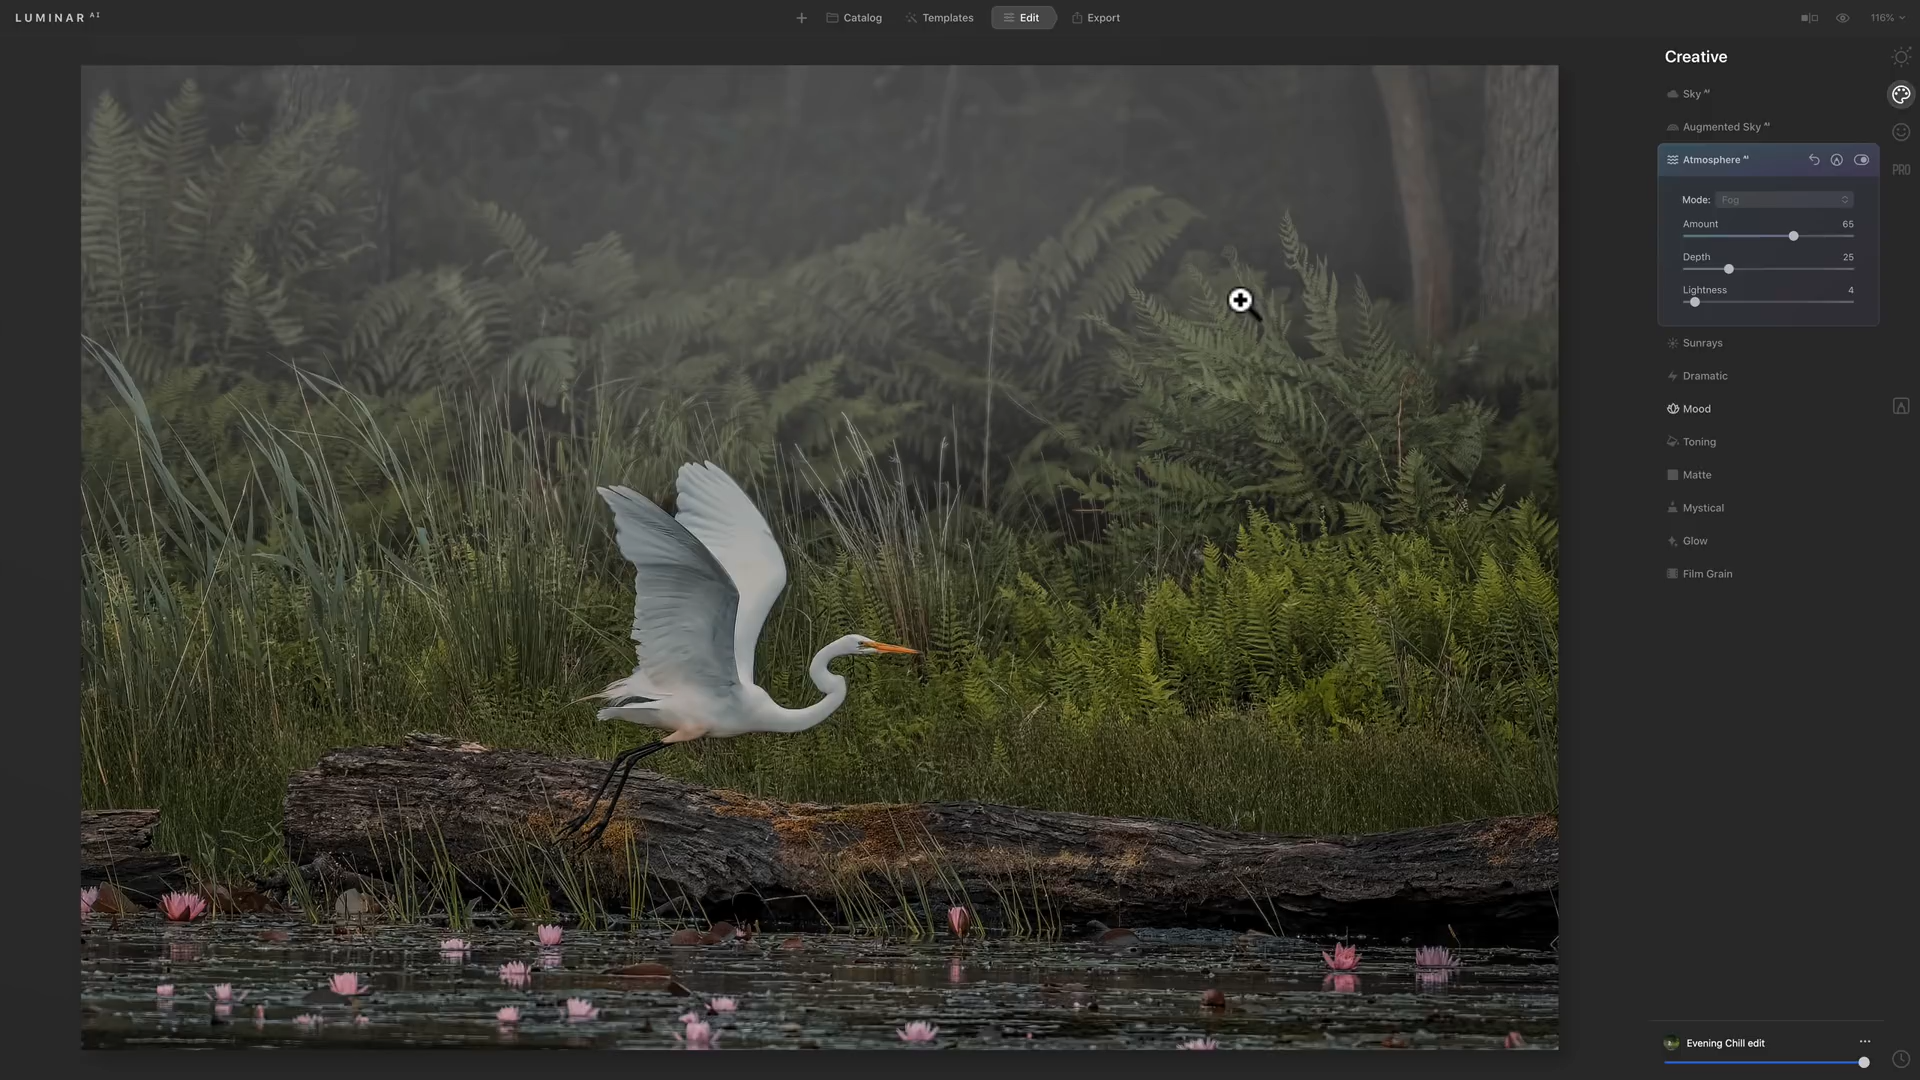 LUMINAR AI
Catalog
Templates
Edit
Export
116%
Creative
Sky AI
Augmented Sky AI
Atmosphere AI
Mode: Fog
Amount 65
Depth 25
Lightness 4
Sunrays
Dramatic
Mood
Toning
Matte
Mystical
Glow
Film Grain
PRO
Evening Chill edit